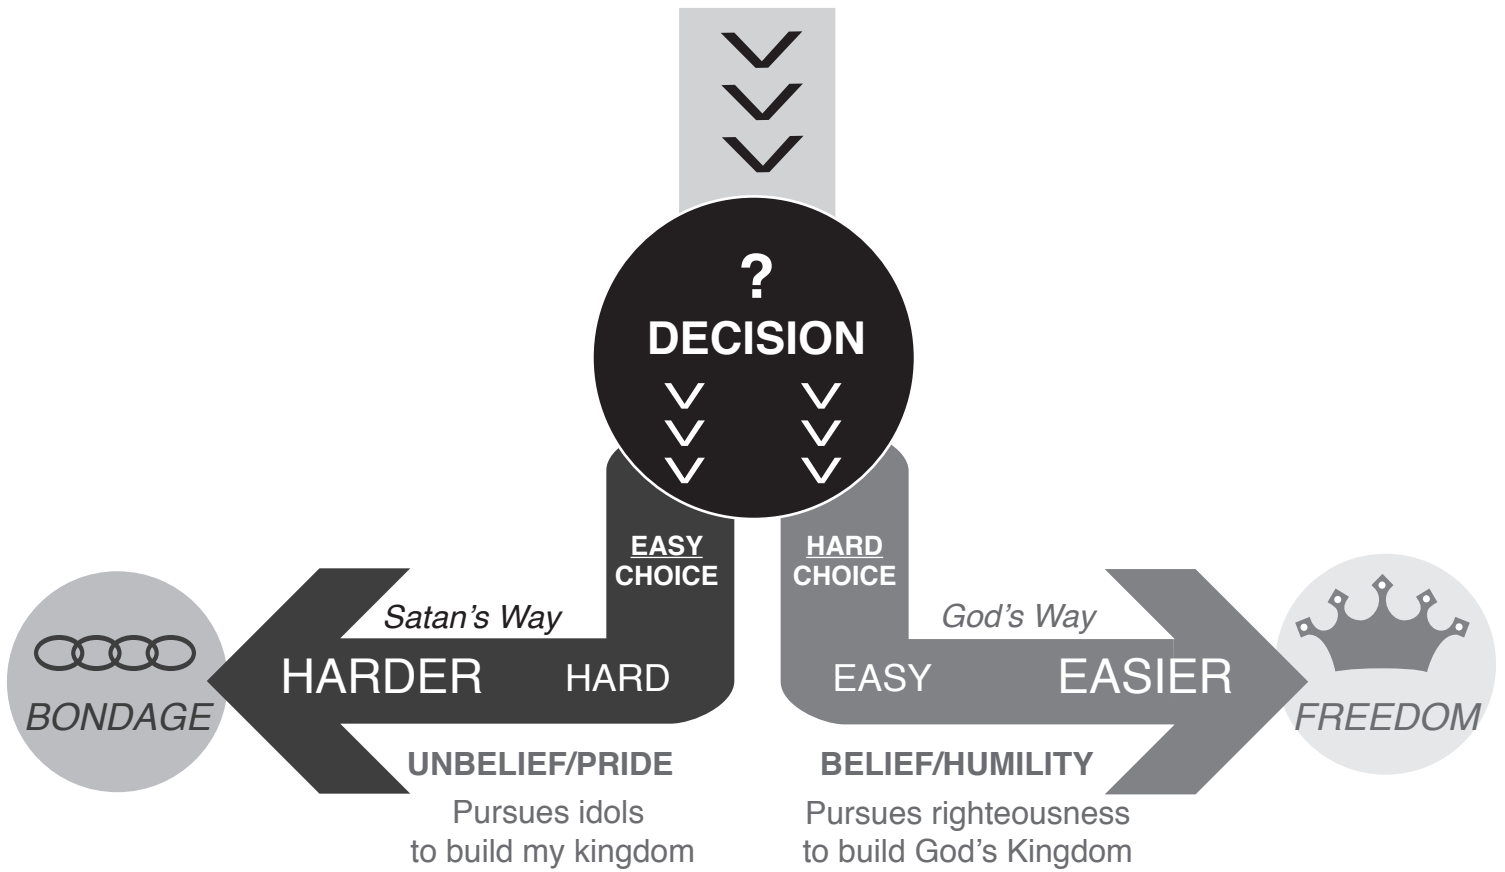 ?
DECISION
EASY
CHOICE
HARD
CHOICE
Satan’s Way
God’s Way
HARDER
HARD
EASY
EASIER
BONDAGE
FREEDOM
UNBELIEF/PRIDE
Pursues idols
to build my kingdom
BELIEF/HUMILITY
Pursues righteousness
to build God’s Kingdom